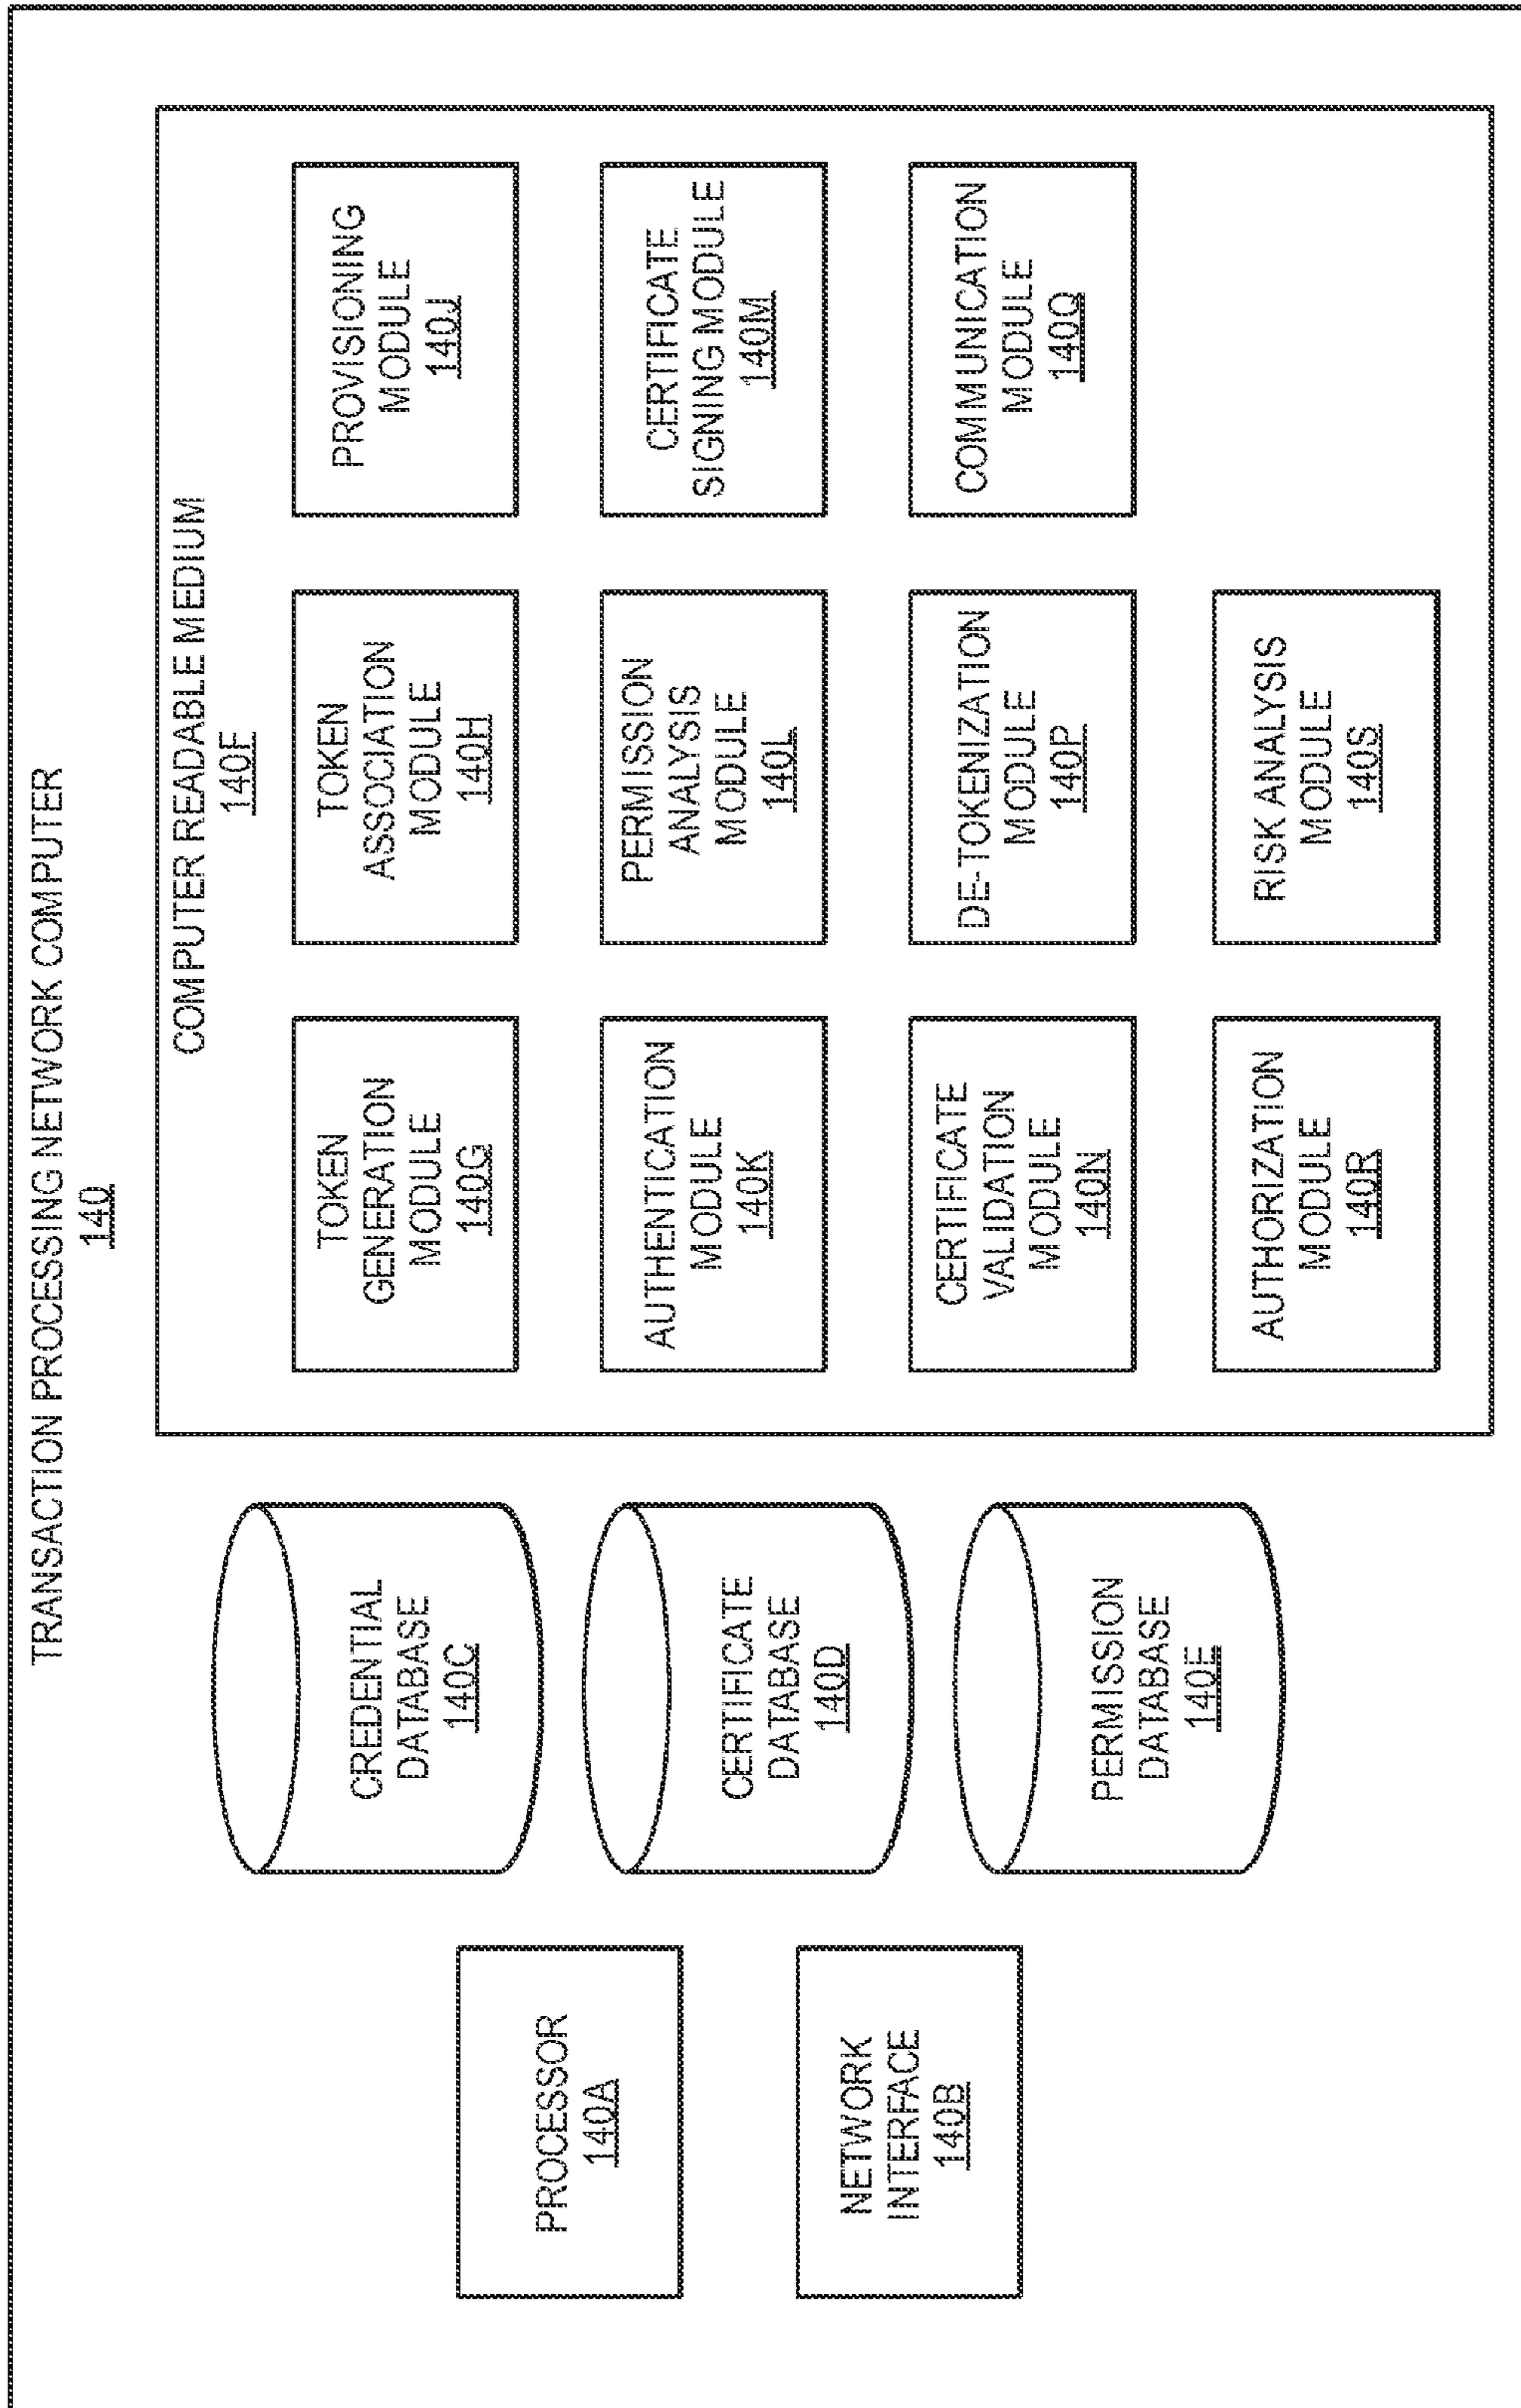 TRANSACTION PROCESSING NETWORK COMPUTER
140
PROCESSOR
140A
NETWORK
INTERFACE
140B
CREDENTIAL
DATABASE
140C
CERTIFICATE
DATABASE
140D
PERMISSION
DATABASE
140E
COMPUTER READABLE MEDIUM
140F
TOKEN
GENERATION
MODULE
140G
TOKEN
ASSOCIATION
MODULE
140H
PROVISIONING
MODULE
140J
AUTHENTICATION
MODULE
140K
PERMISSION
ANALYSIS
MODULE
140L
CERTIFICATE
SIGNING MODULE
140M
CERTIFICATE
VALIDATION
MODULE
140N
DE-TOKENIZATION
MODULE
140P
COMMUNICATION
MODULE
140Q
AUTHORIZATION
MODULE
140R
RISK ANALYSIS
MODULE
140S